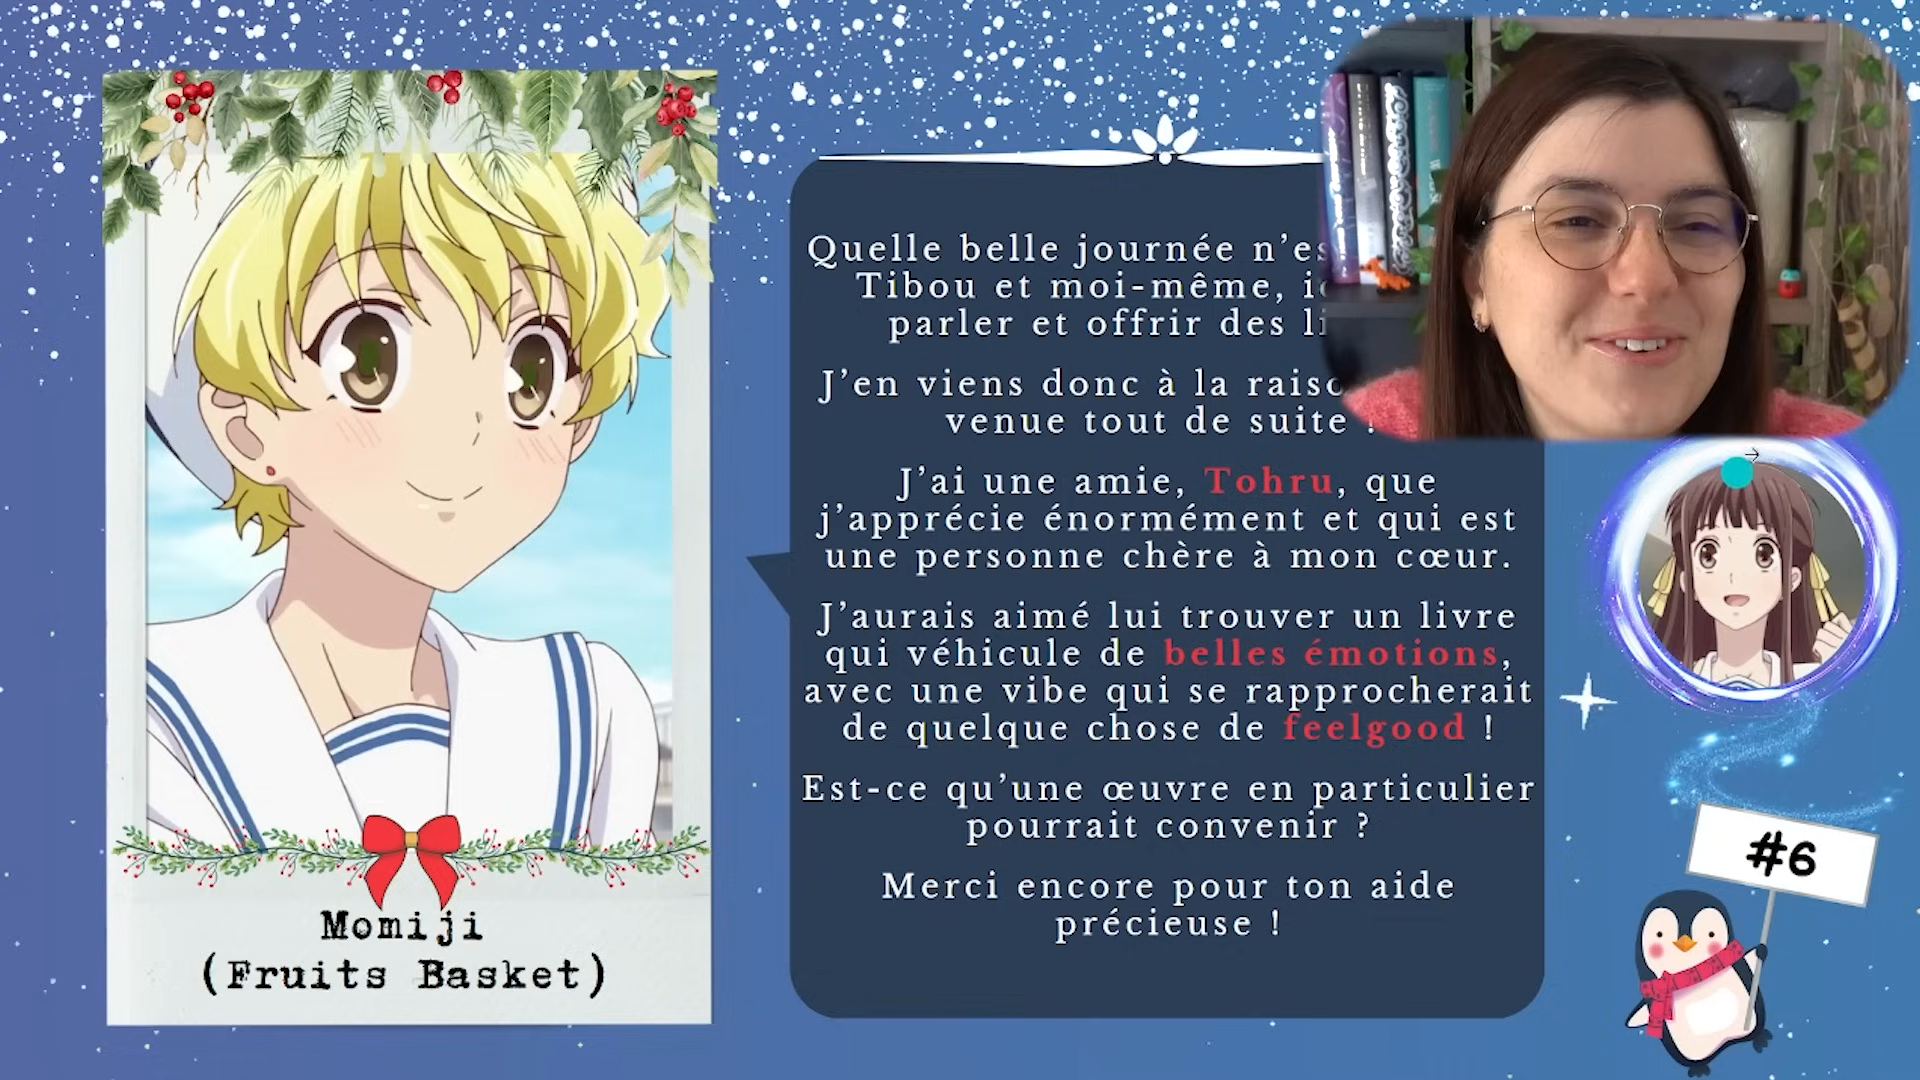 Quelle belle journée n'es
Tibou et moi-même, ic
parler et offrir des li
J'en viens donc à la raiso
venue tout de suite !
J'ai une amie, Tohru, que
j'apprécie énormément et qui est
une personne chère à mon cœur.
J'aurais aimé lui trouver un livre
qui véhicule de belles émotions,
avec une vibe qui se rapprocherait
de quelque chose de feelgood !
Est-ce qu'une œuvre en particulier
pourrait convenir ?
Merci encore pour ton aide
précieuse !
Momiji
(Fruits Basket)
#6